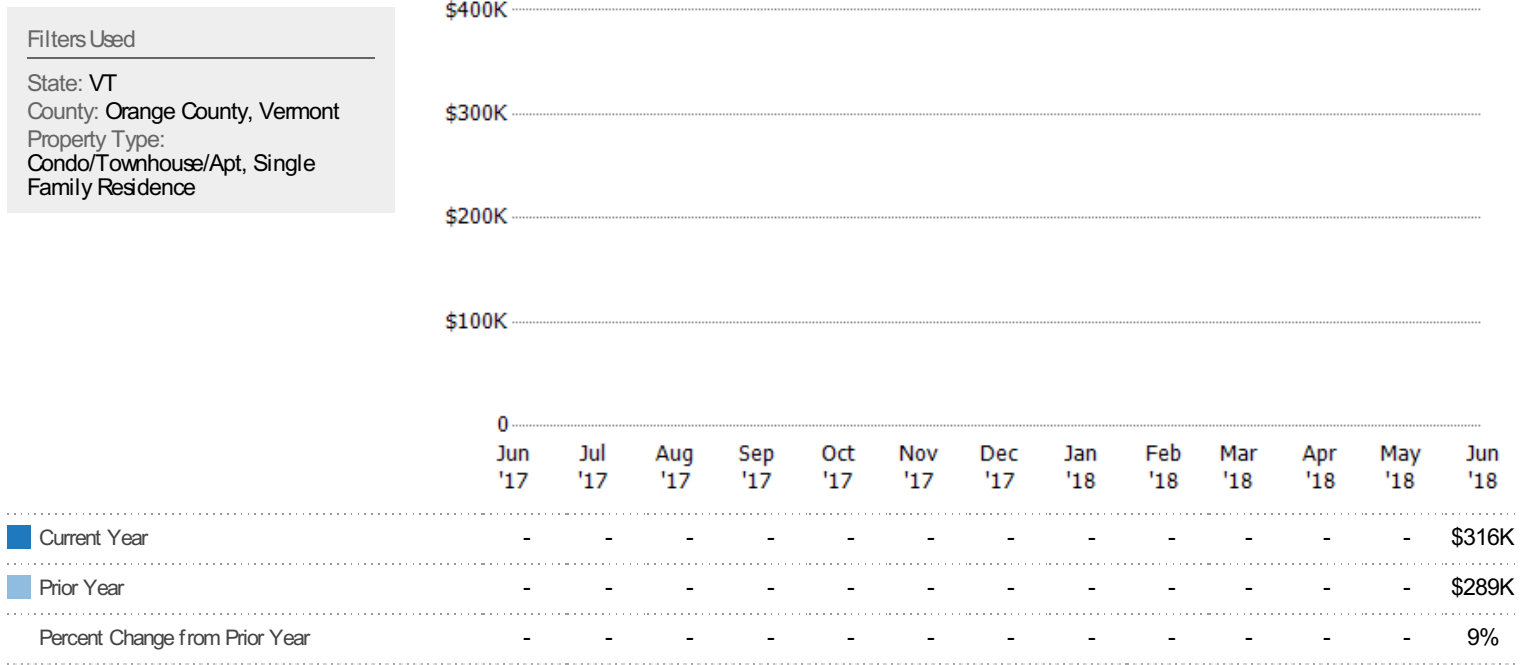 Filters Used
State: VT
County: Orange County, Vermont
Property Type:
Condo/Townhouse/Apt, Single
Family Residence
$400K
$300K
$200K
$100K
0
Jun Jul Aug Sep Oct Nov Dec Jan Feb Mar Apr May Jun
'17 '17 '17 '17 '17 '17 '17 '18 '18 '18 '18 '18 '18
Current Year - - - - - - - - - - - - $316K
Prior Year - - - - - - - - - - - - $289K
Percent Change from Prior Year - - - - - - - - - - - - 9%